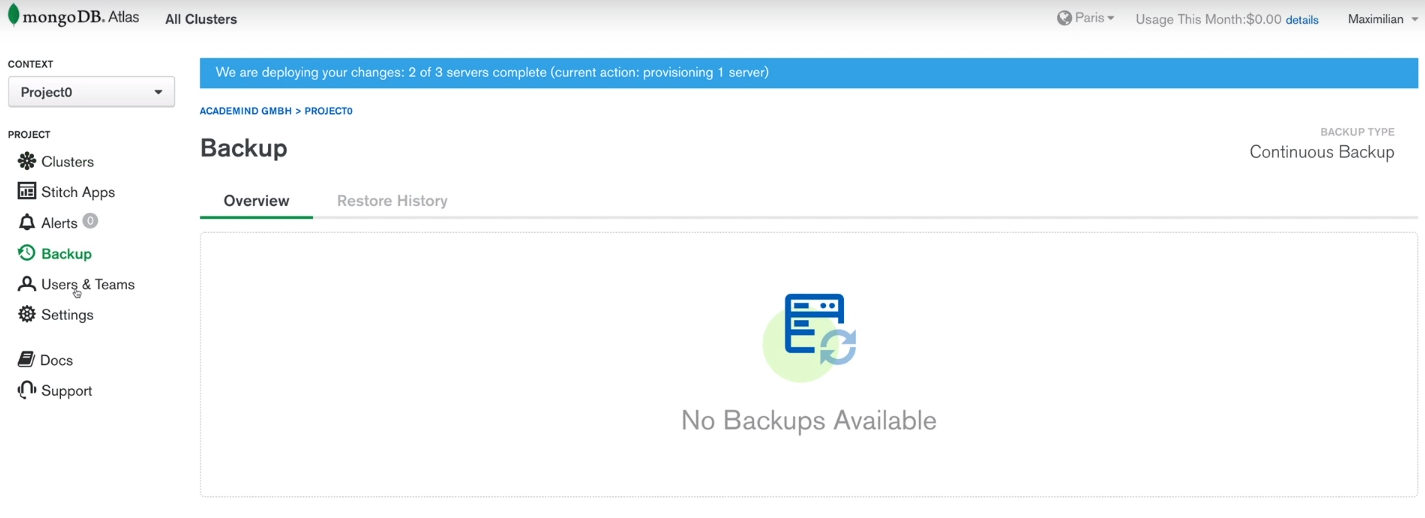 mongoDB. Atlas All Clusters Paris Usage This Month:$0.00 details Maximilian
CONTEXT
Project0
We are deploying your changes: 2 of 3 servers complete (current action: provisioning 1 server)
ACADEMIND GMBH > PROJECT0
PROJECT
Backup
BACKUP TYPE
Continuous Backup
Clusters
Stitch Apps
Alerts 0
Backup
Users & Teams
Settings
Docs
Support
Overview Restore History
No Backups Available